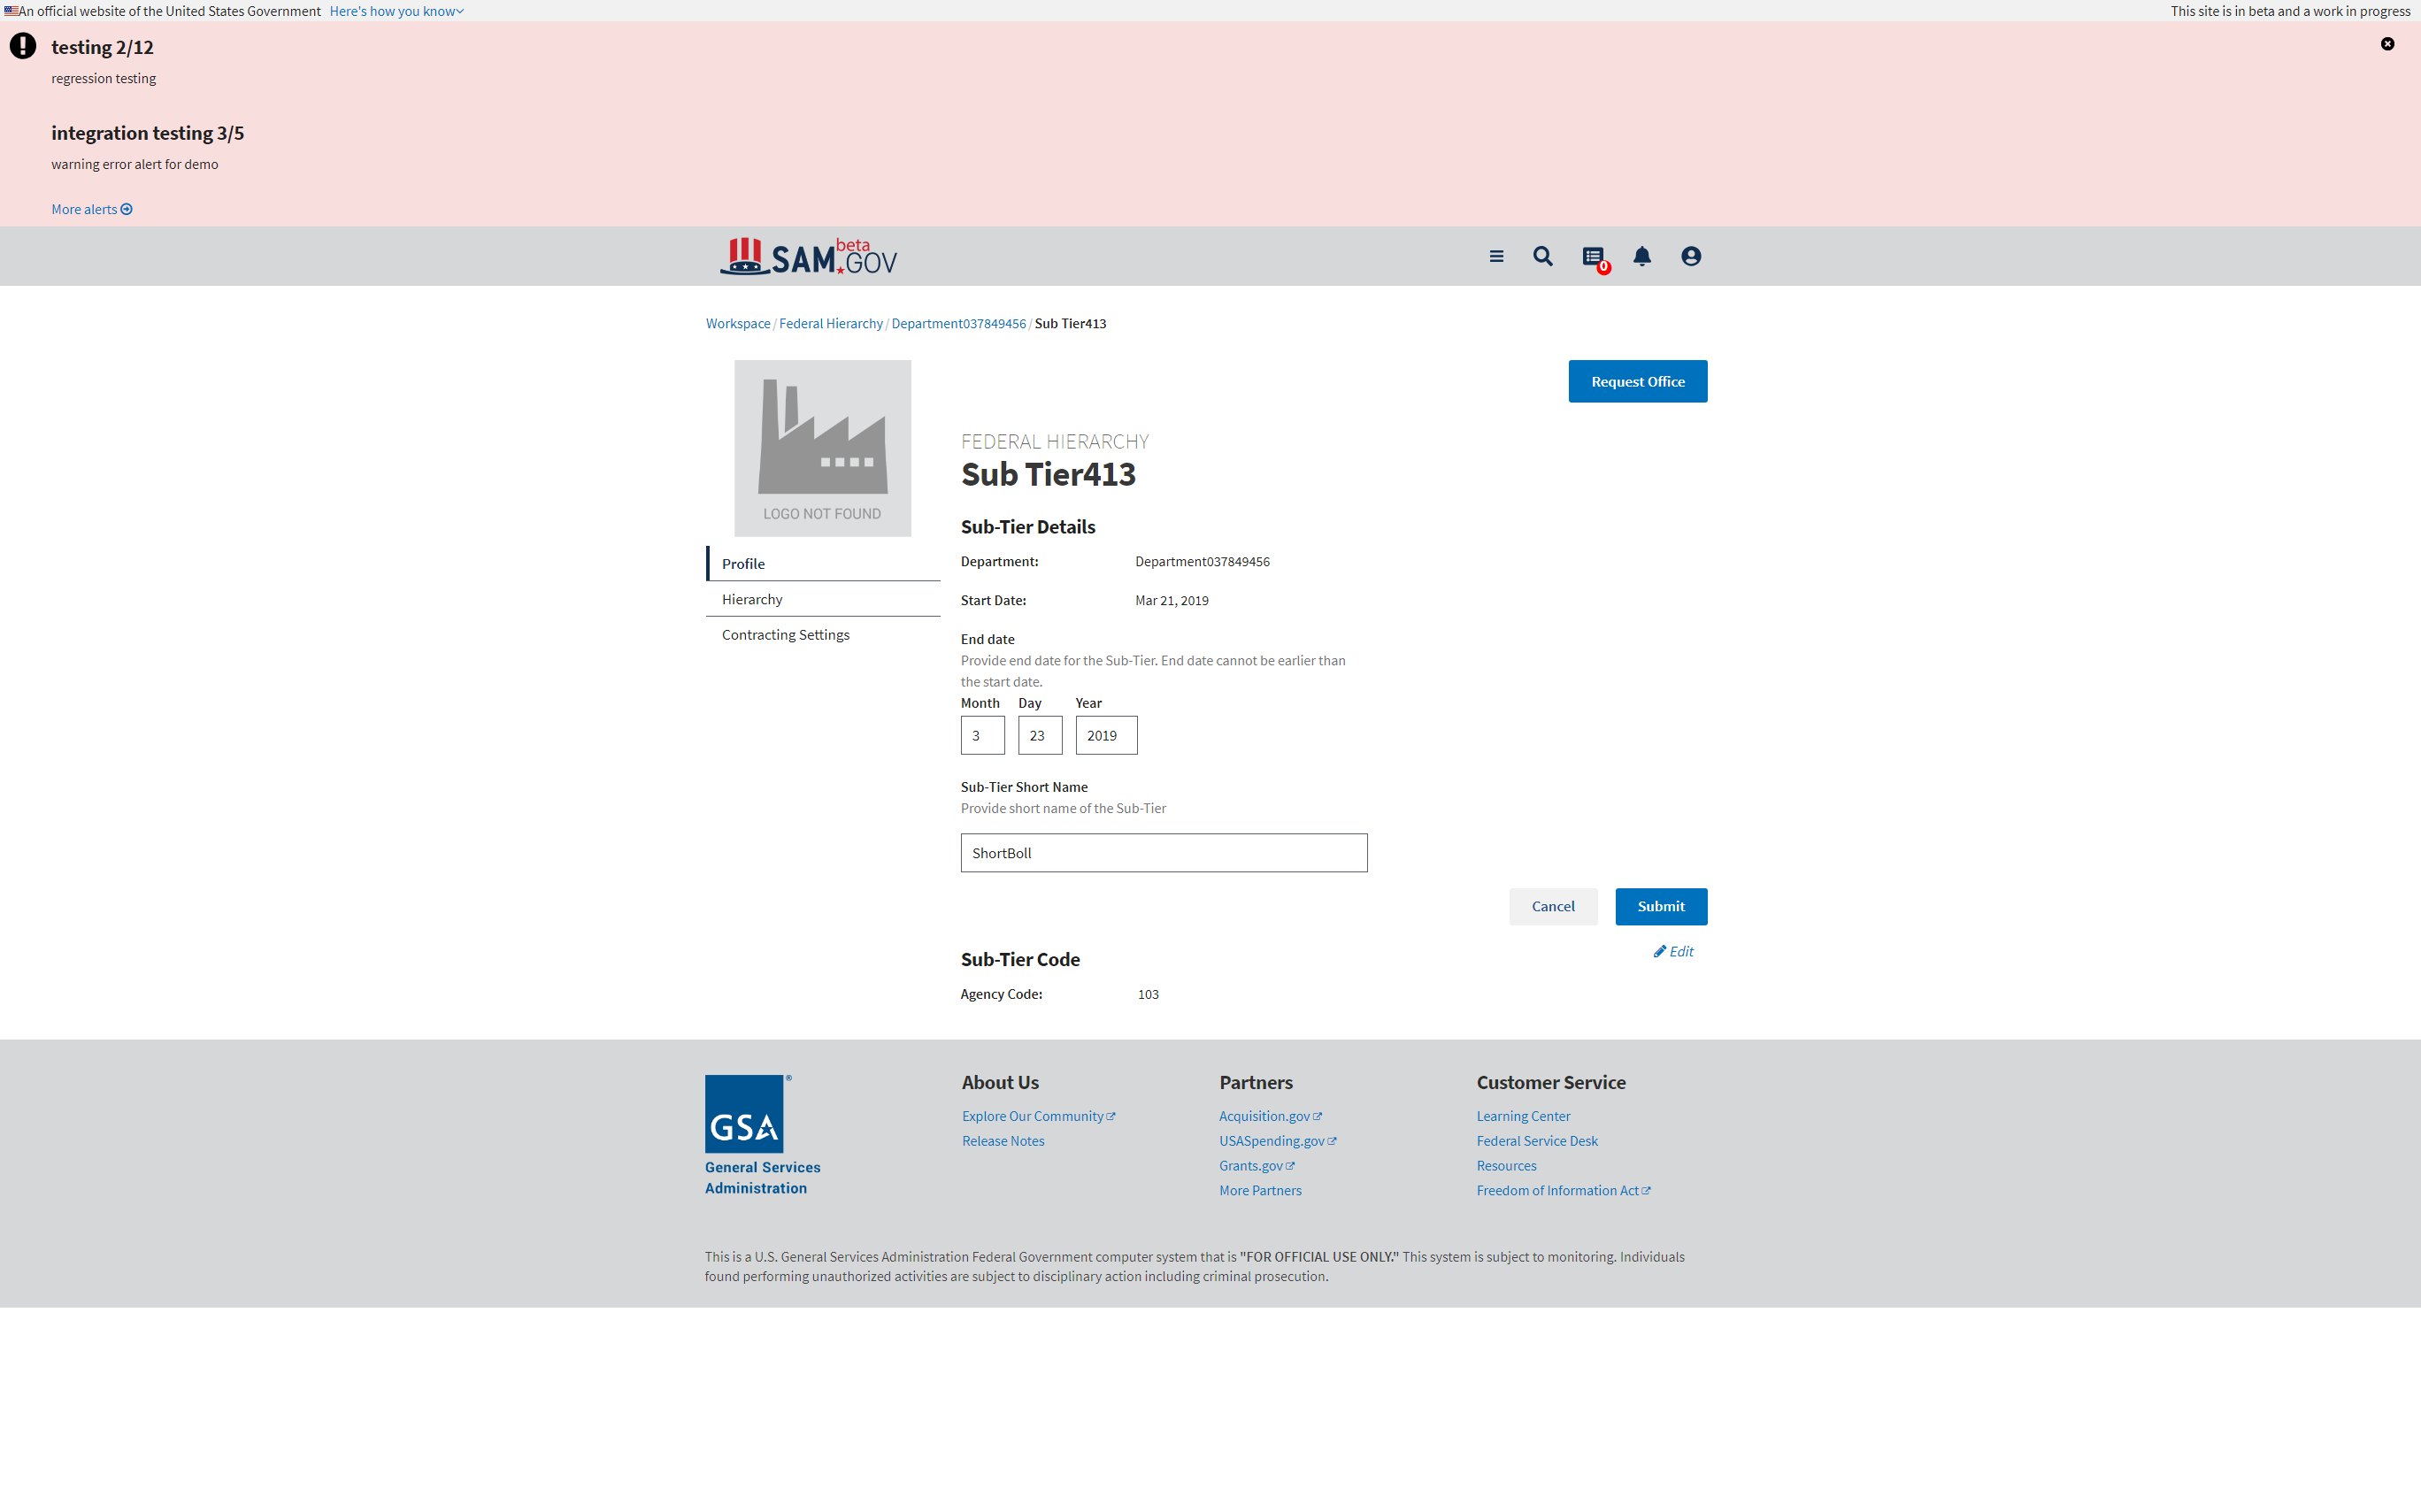 An official website of the United States Government Here's how you know
This site is in beta and a work in progress
testing 2/12
regression testing
integration testing 3/5
warning error alert for demo
More alerts
SAM.GOV beta
0
Workspace / Federal Hierarchy / Department037849456 / Sub Tier413
LOGO NOT FOUND
Request Office
Profile
Hierarchy
Contracting Settings
FEDERAL HIERARCHY
Sub Tier413
Sub-Tier Details
Department: Department037849456
Start Date: Mar 21, 2019
End date
Provide end date for the Sub-Tier. End date cannot be earlier than
the start date.
Month Day Year
3 23 2019
Sub-Tier Short Name
Provide short name of the Sub-Tier
ShortBoll
Cancel Submit
Edit
Sub-Tier Code
Agency Code: 103
GSA ®
General Services
Administration
About Us
Explore Our Community
Release Notes
Partners
Acquisition.gov
USASpending.gov
Grants.gov
More Partners
Customer Service
Learning Center
Federal Service Desk
Resources
Freedom of Information Act
This is a U.S. General Services Administration Federal Government computer system that is "FOR OFFICIAL USE ONLY." This system is subject to monitoring. Individuals
found performing unauthorized activities are subject to disciplinary action including criminal prosecution.